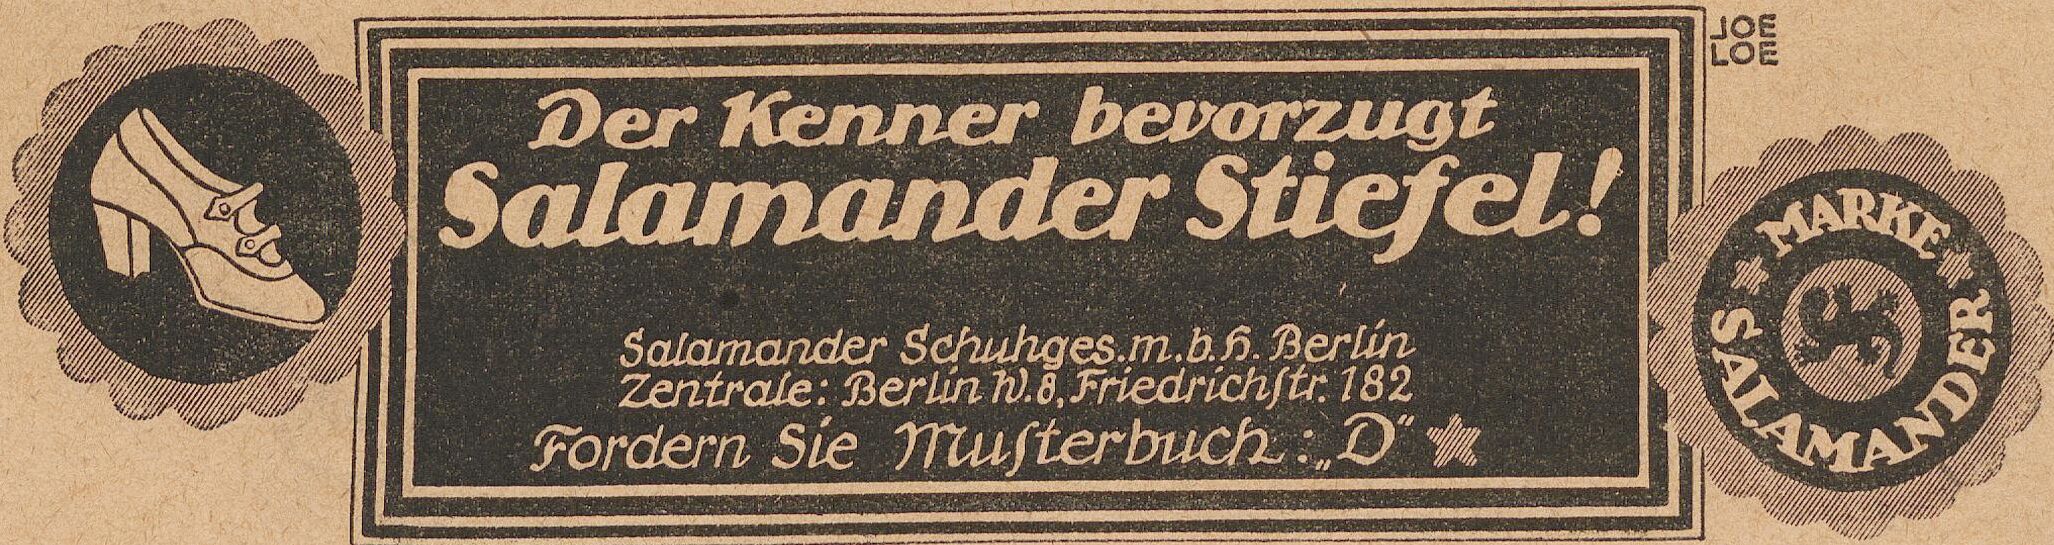 JOE
LOE
Der Kenner bevorzugt
Salamander Stiefel!
Salamander Schuhges.m.b.H. Berlin
Zentrale: Berlin W.8, Friedrichſtr. 182
Fordern Sie Muſterbuch: „D“
MARKE
SALAMANDER